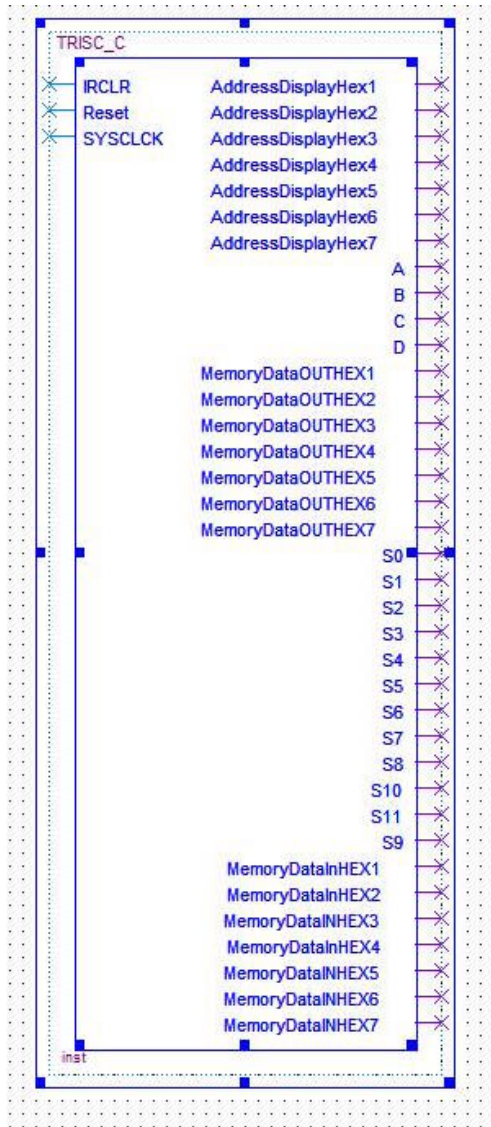 TRISC_C
IRCLR AddressDisplayHex1
Reset AddressDisplayHex2
SYSCLCK AddressDisplayHex3
AddressDisplayHex4
AddressDisplayHex5
AddressDisplayHex6
AddressDisplayHex7
A
B
C
D
MemoryDataOUTHEX1
MemoryDataOUTHEX2
MemoryDataOUTHEX3
MemoryDataOUTHEX4
MemoryDataOUTHEX5
MemoryDataOUTHEX6
MemoryDataOUTHEX7
S0
S1
S2
S3
S4
S5
S6
S7
S8
S10
S11
S9
MemoryDataInHEX1
MemoryDataInHEX2
MemoryDataINHEX3
MemoryDataInHEX4
MemoryDataINHEX5
MemoryDataINHEX6
MemoryDataINHEX7
inst